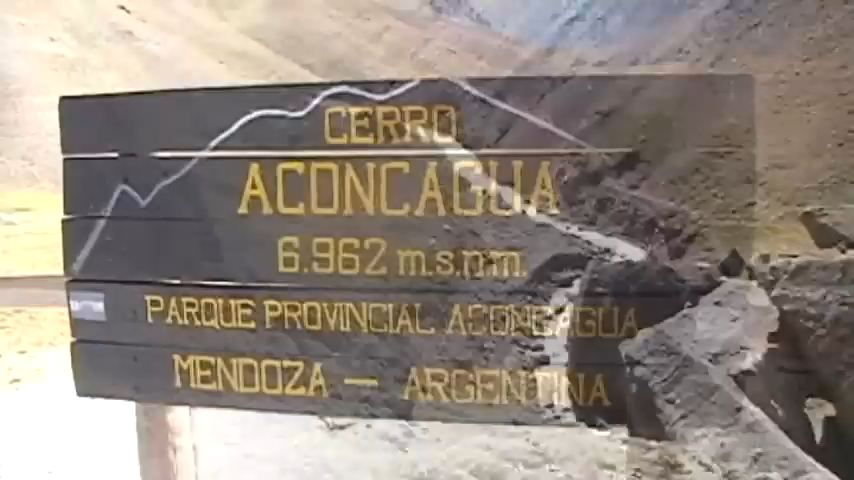 CERRO
ACONCAGUA
6.962 m.s.n.m.
PARQUE PROVINCIAL ACONCAGUA
MENDOZA — ARGENTINA